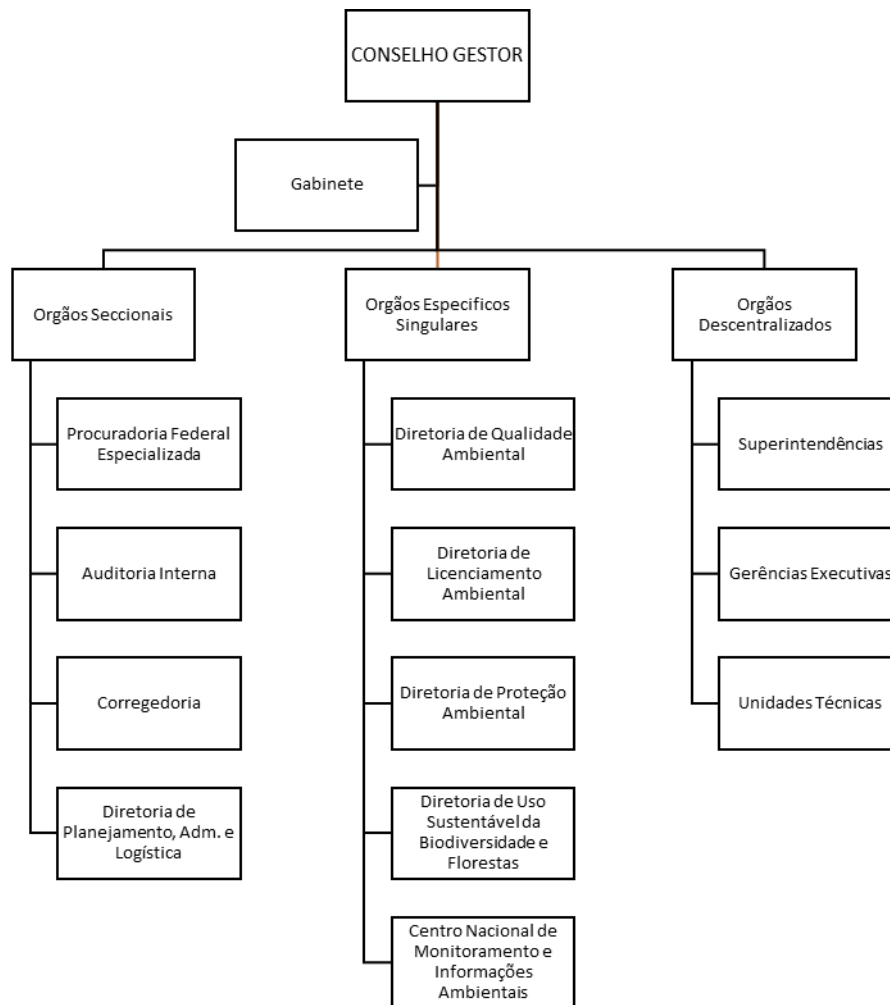 CONSELHO GESTOR
Gabinete
Orgãos Seccionais
Orgãos Especificos
Singulares
Orgãos
Descentralizados
Procuradoria Federal
Especializada
Diretoria de Qualidade
Ambiental
Superintendências
Auditoria Interna
Diretoria de
Licenciamento
Ambiental
Gerências Executivas
Corregedoria
Diretoria de Proteção
Ambiental
Unidades Técnicas
Diretoria de
Planejamento, Adm. e
Logística
Diretoria de Uso
Sustentável da
Biodiversidade e
Florestas
Centro Nacional de
Monitoramento e
Informações
Ambientais